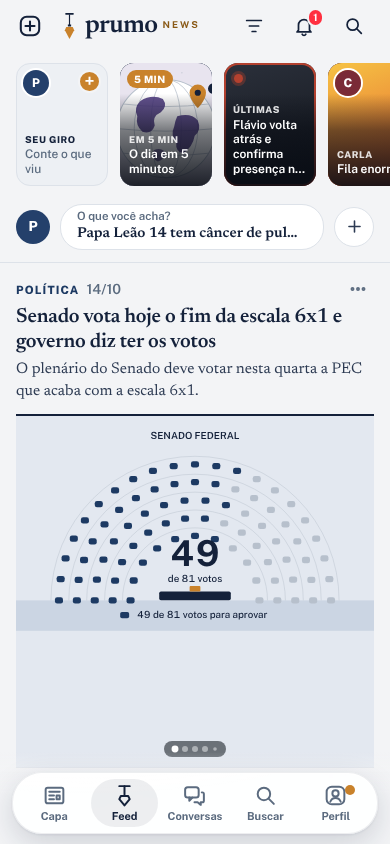 prumo NEWS
1
P
+
SEU GIRO
Conte o que
viu
5 MIN
EM 5 MIN
O dia em 5
minutos
ÚLTIMAS
Flávio volta
atrás e
confirma
presença n...
C
CARLA
Fila enorr
P
O que você acha?
Papa Leão 14 tem câncer de pul...
+
POLÍTICA 14/10
Senado vota hoje o fim da escala 6x1 e
governo diz ter os votos
O plenário do Senado deve votar nesta quarta a PEC
que acaba com a escala 6x1.
SENADO FEDERAL
49
de 81 votos
49 de 81 votos para aprovar
Capa
Feed
Conversas
Buscar
Perfil